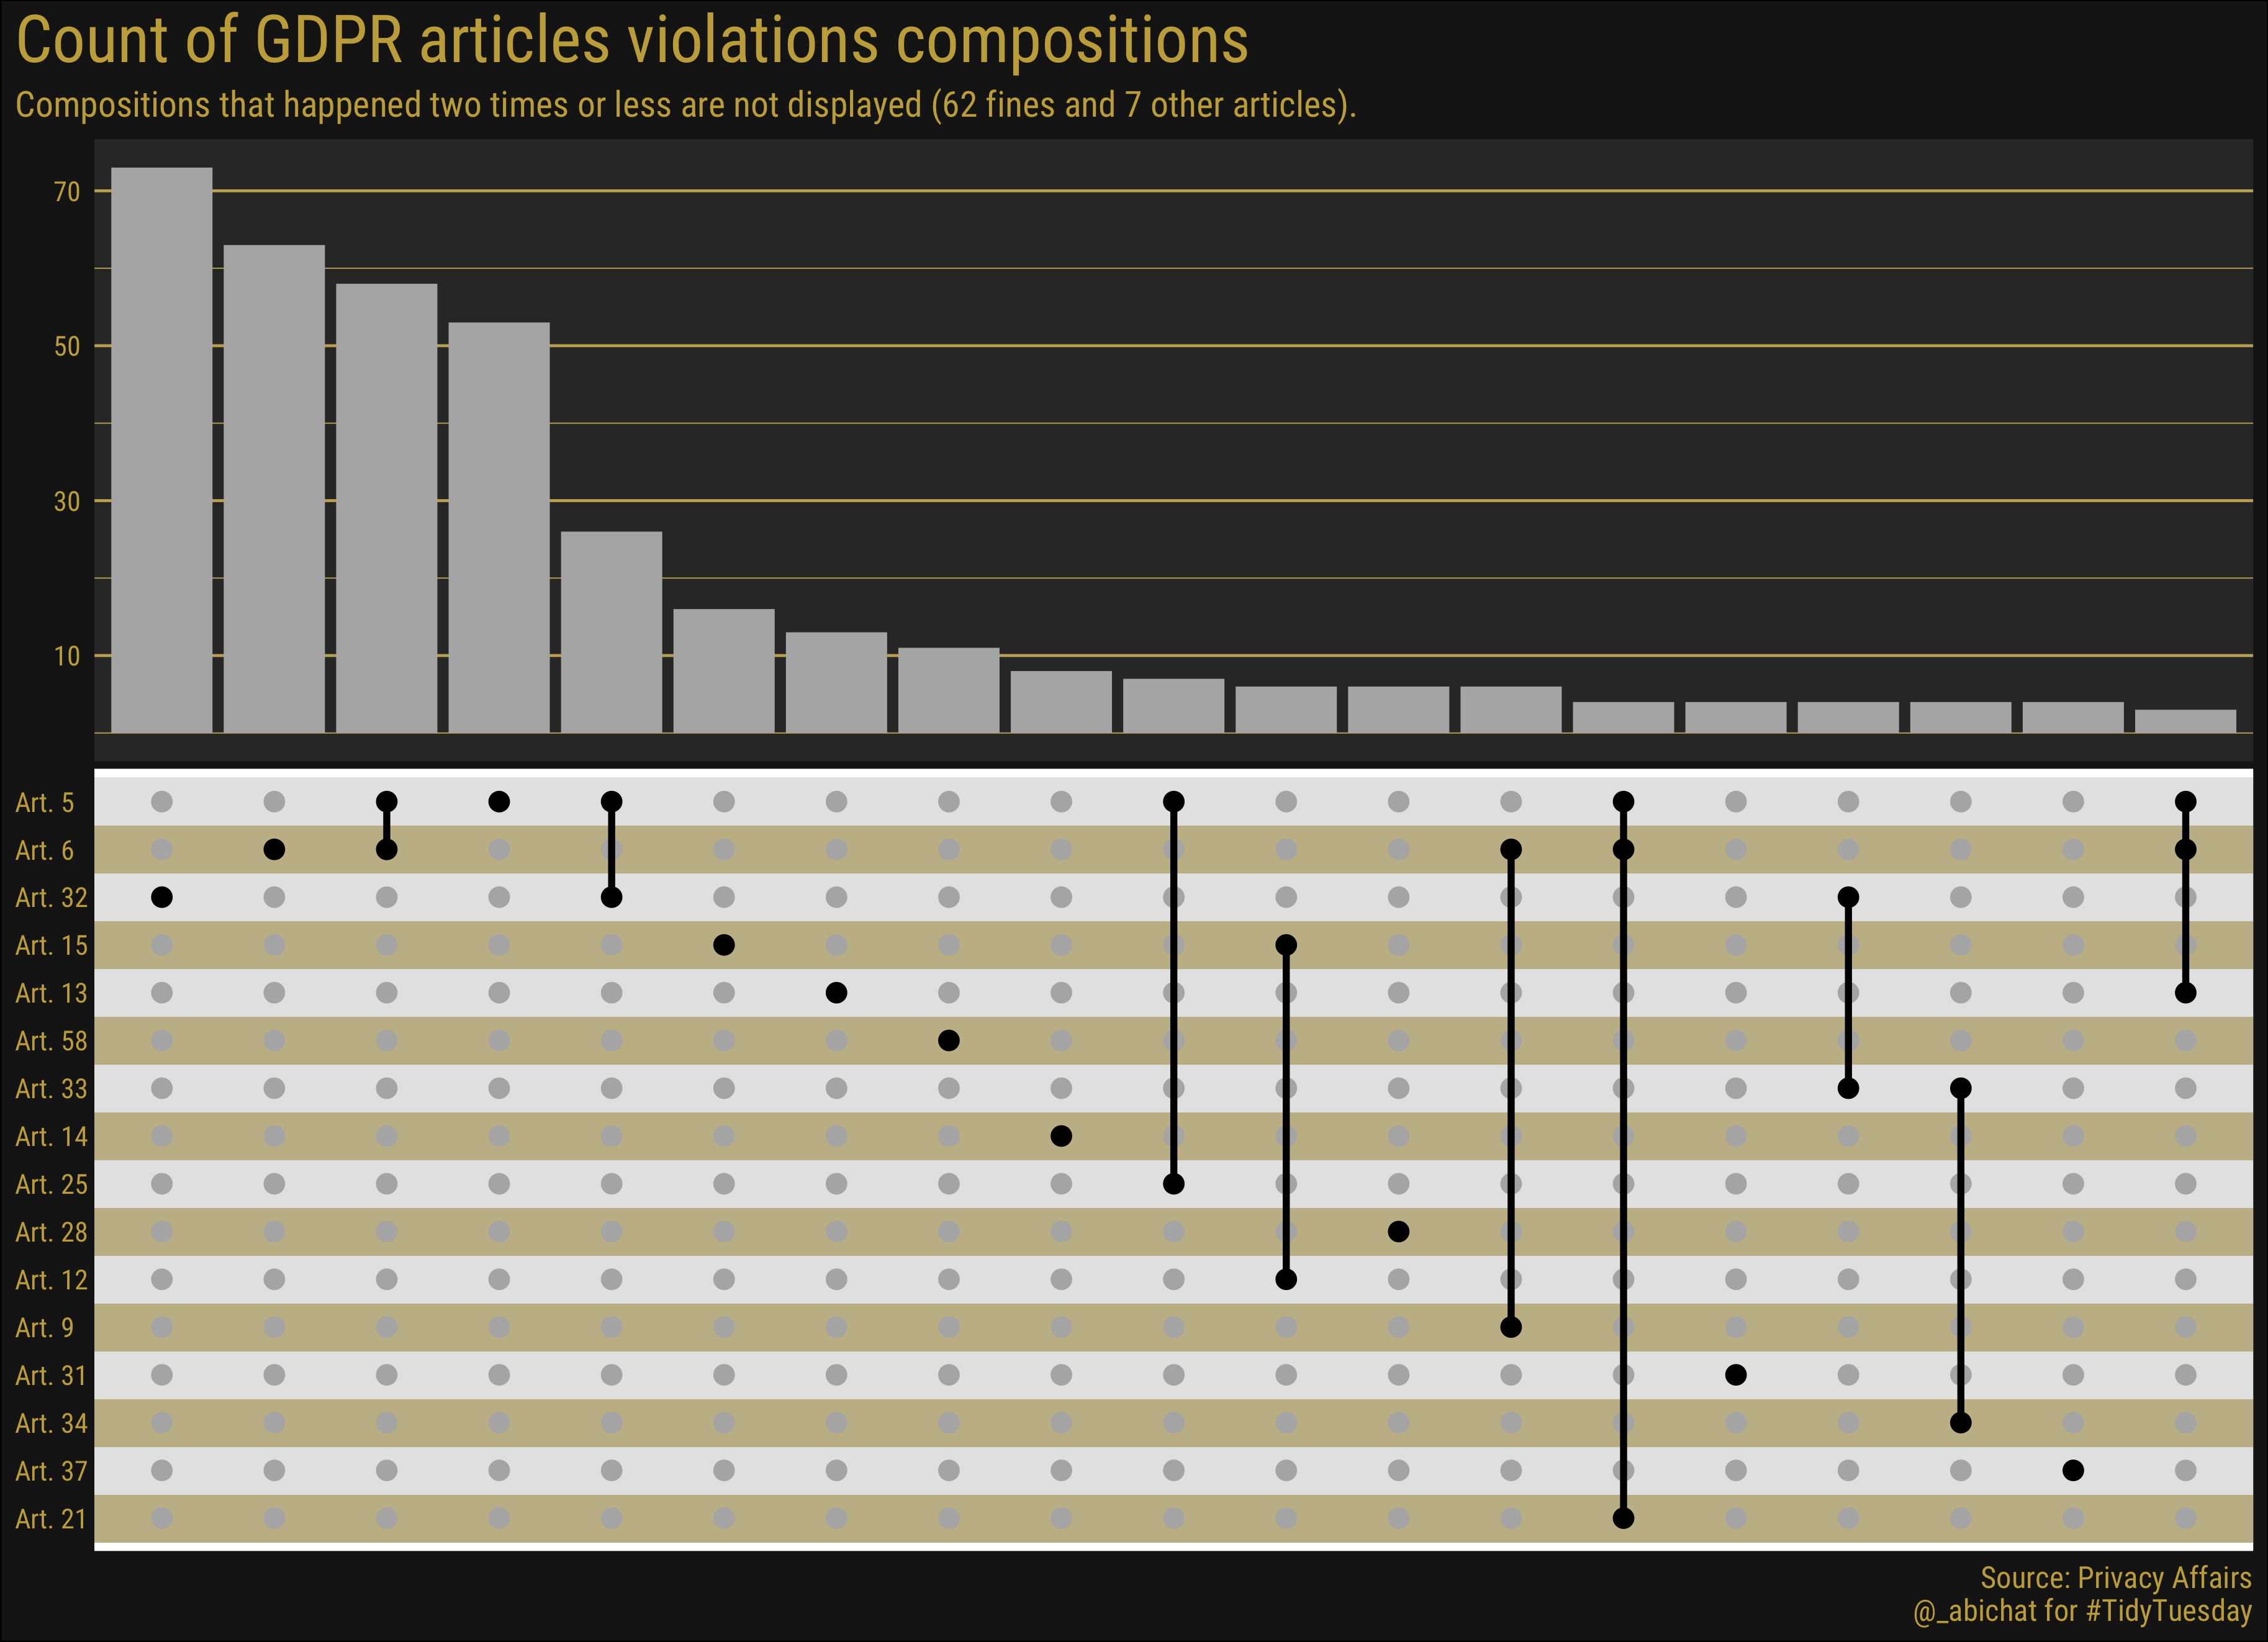 Count of GDPR articles violations compositions
Compositions that happened two times or less are not displayed (62 fines and 7 other articles).
70
50
30
10
Art. 5
Art. 6
Art. 32
Art. 15
Art. 13
Art. 58
Art. 33
Art. 14
Art. 25
Art. 28
Art. 12
Art. 9
Art. 31
Art. 34
Art. 37
Art. 21
Source: Privacy Affairs
@_abichat for #TidyTuesday